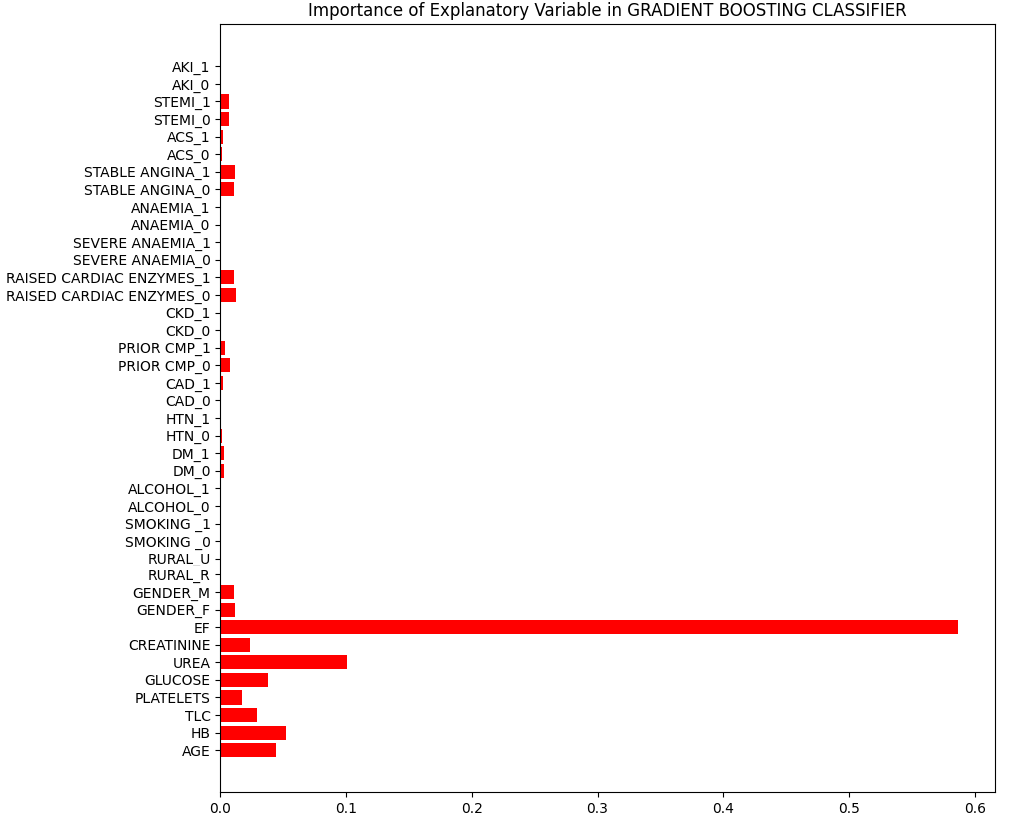 Importance of Explanatory Variable in GRADIENT BOOSTING CLASSIFIER
AKI_1
AKI_0
STEMI_1
STEMI_0
ACS_1
ACS_0
STABLE ANGINA_1
STABLE ANGINA_0
ANAEMIA_1
ANAEMIA_0
SEVERE ANAEMIA_1
SEVERE ANAEMIA_0
RAISED CARDIAC ENZYMES_1
RAISED CARDIAC ENZYMES_0
CKD_1
CKD_0
PRIOR CMP_1
PRIOR CMP_0
CAD_1
CAD_0
HTN_1
HTN_0
DM_1
DM_0
ALCOHOL_1
ALCOHOL_0
SMOKING _1
SMOKING _0
RURAL_U
RURAL_R
GENDER_M
GENDER_F
EF
CREATININE
UREA
GLUCOSE
PLATELETS
TLC
HB
AGE
0.0 0.1 0.2 0.3 0.4 0.5 0.6